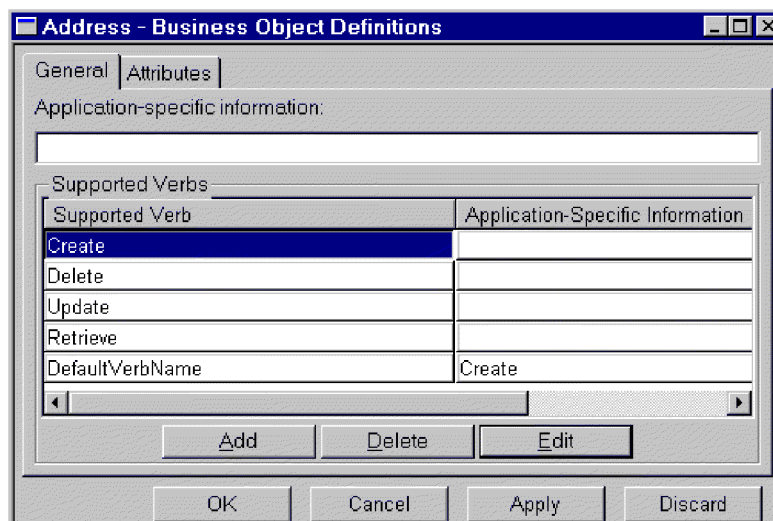 Address - Business Object Definitions
General Attributes
Application-specific information:
Supported Verbs
Supported Verb Application-Specific Information
Create
Delete
Update
Retrieve
DefaultVerbName Create
Add Delete Edit
OK Cancel Apply Discard